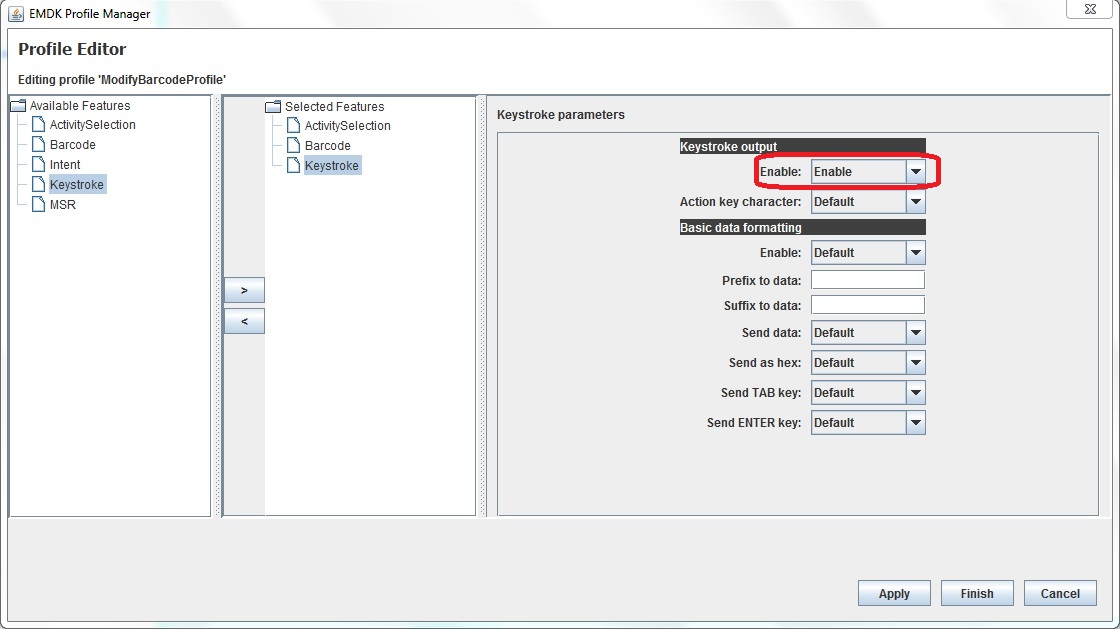 EMDK Profile Manager
Profile Editor
Editing profile 'ModifyBarcodeProfile'
Available Features
ActivitySelection
Barcode
Intent
Keystroke
MSR
>
<
Selected Features
ActivitySelection
Barcode
Keystroke
Keystroke parameters
Keystroke output
Enable: Enable
Action key character: Default
Basic data formatting
Enable: Default
Prefix to data:
Suffix to data:
Send data: Default
Send as hex: Default
Send TAB key: Default
Send ENTER key: Default
Apply Finish Cancel